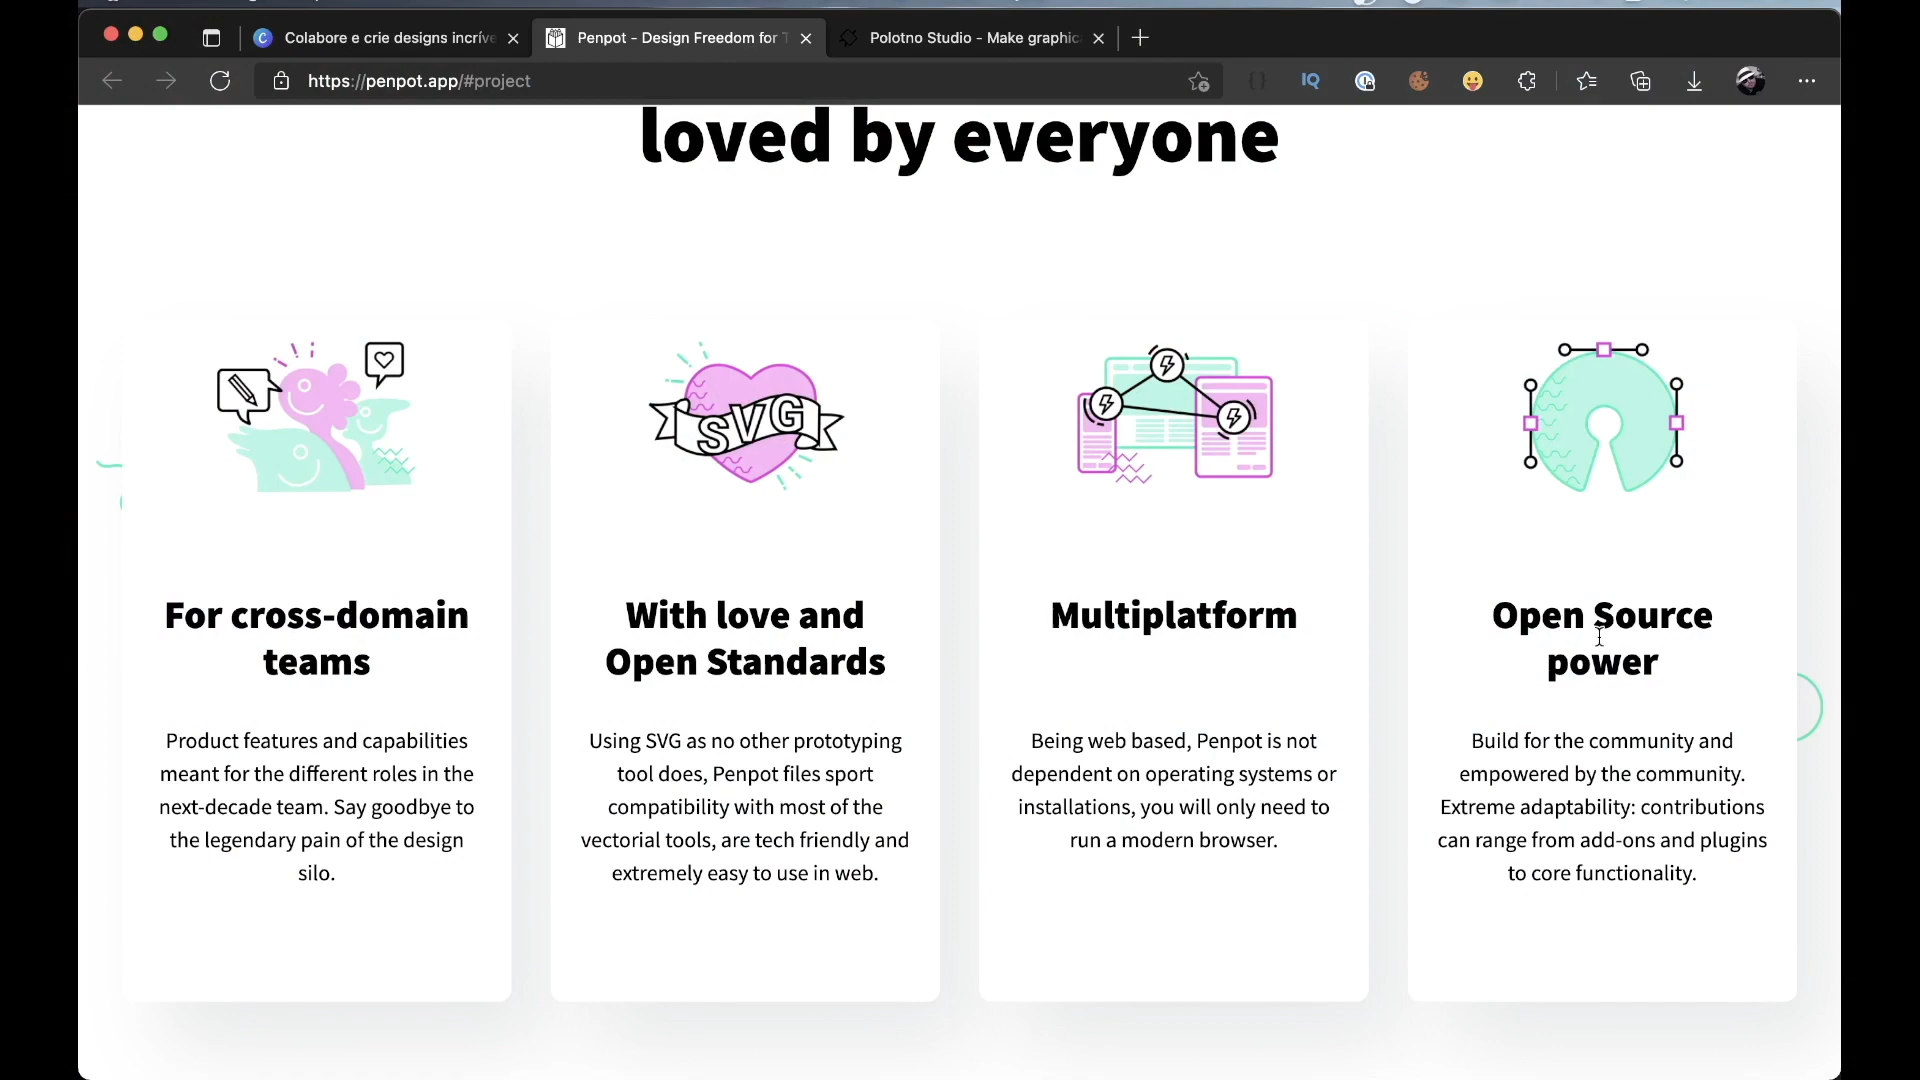 Colabore e crie designs incríve
Penpot - Design Freedom for T
Polotno Studio - Make graphic
https://penpot.app/#project
IQ
loved by everyone
SVG
For cross-domain
teams
Product features and capabilities
meant for the different roles in the
next-decade team. Say goodbye to
the legendary pain of the design
silo.
With love and
Open Standards
Using SVG as no other prototyping
tool does, Penpot files sport
compatibility with most of the
vectorial tools, are tech friendly and
extremely easy to use in web.
Multiplatform
Being web based, Penpot is not
dependent on operating systems or
installations, you will only need to
run a modern browser.
Open Source
power
Build for the community and
empowered by the community.
Extreme adaptability: contributions
can range from add-ons and plugins
to core functionality.